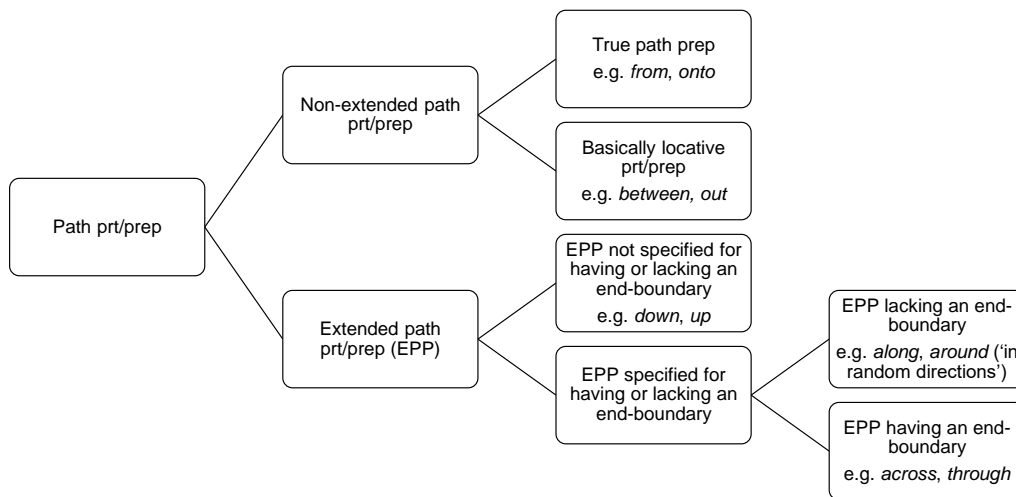 True path prep
e.g. from, onto
Non-extended path
prt/prep
Basically locative
prt/prep
e.g. between, out
Path prt/prep
EPP not specified for
having or lacking an
end-boundary
e.g. down, up
Extended path
prt/prep (EPP)
EPP specified for
having or lacking an
end-boundary
EPP lacking an end-
boundary
e.g. along, around (‘in
random directions’)
EPP having an end-
boundary
e.g. across, through